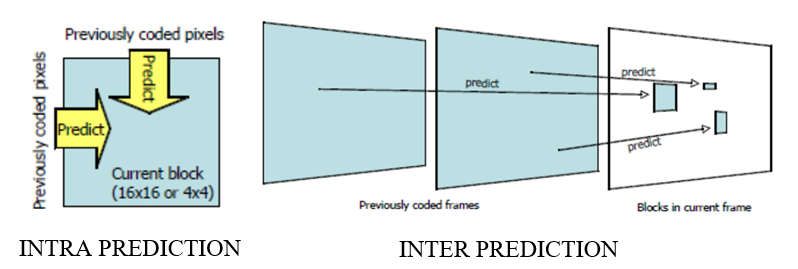 Previously coded pixels
Previously coded pixels
Predict
Predict
Current block
(16x16 or 4x4)
INTRA PREDICTION
predict
predict
predict
Previously coded frames
Blocks in current frame
INTER PREDICTION